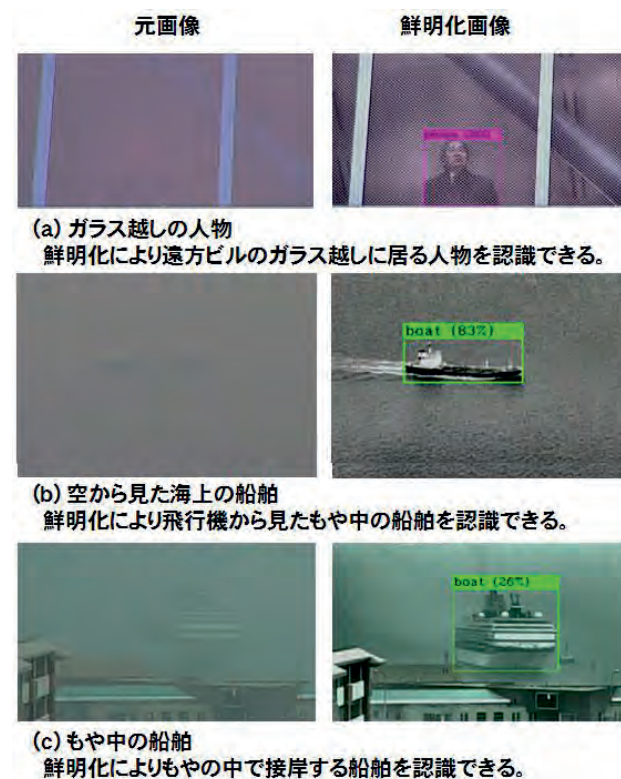 元画像
鮮明化画像
(a) ガラス越しの人物
鮮明化により遠方ビルのガラス越しに居る人物を認識できる。
boat (83%)
(b) 空から見た海上の船舶
鮮明化により飛行機から見たもや中の船舶を認識できる。
boat (26%)
(c) もや中の船舶
鮮明化によりもやの中で接岸する船舶を認識できる。